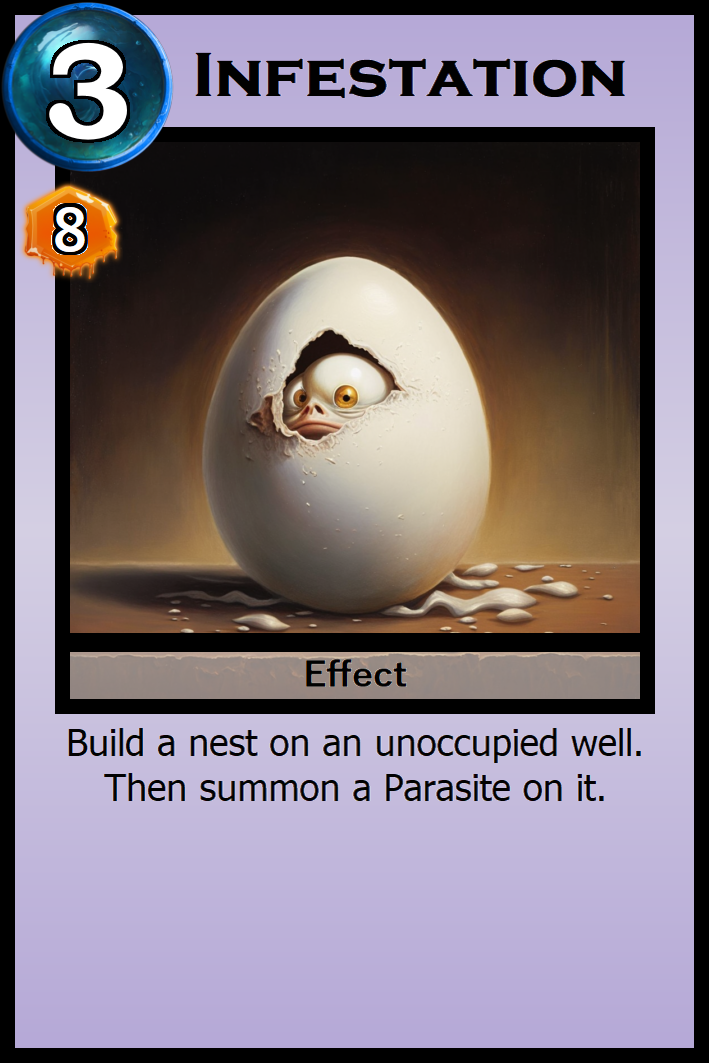 3
Infestation
8
Effect
Build a nest on an unoccupied well.
Then summon a Parasite on it.